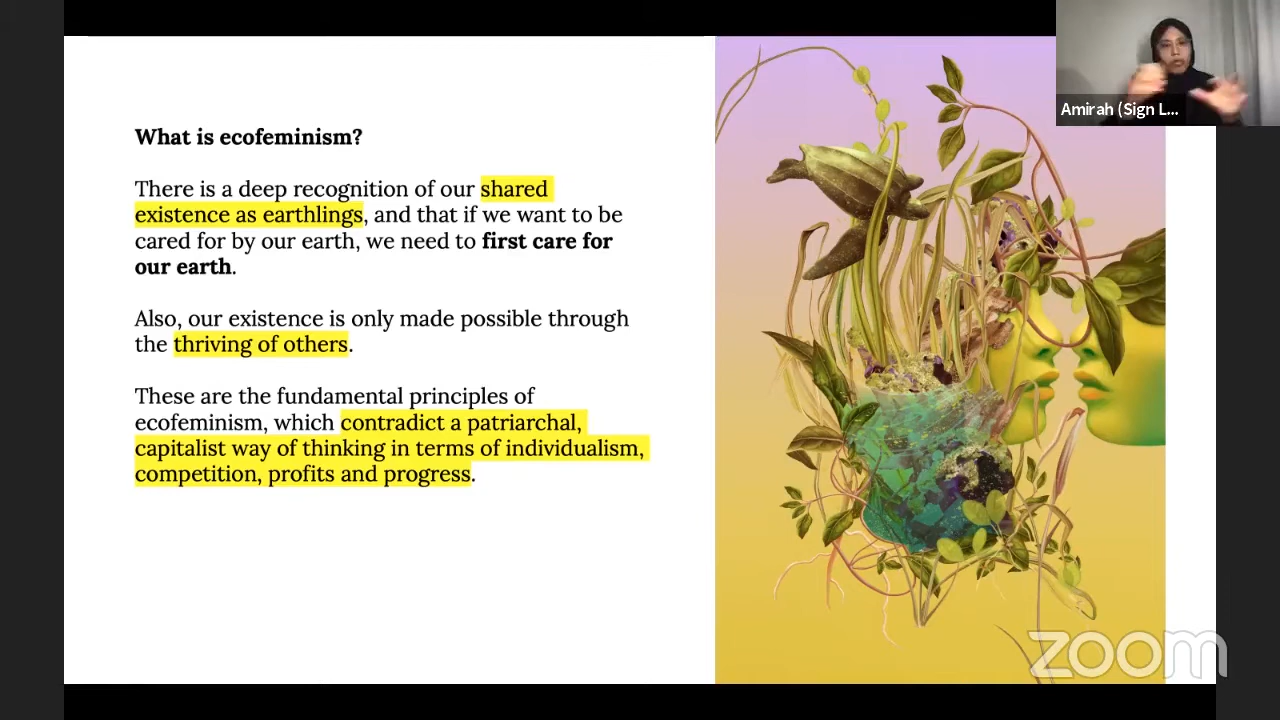 What is ecofeminism?
There is a deep recognition of our shared
existence as earthlings, and that if we want to be
cared for by our earth, we need to first care for
our earth.
Also, our existence is only made possible through
the thriving of others.
These are the fundamental principles of
ecofeminism, which contradict a patriarchal,
capitalist way of thinking in terms of individualism,
competition, profits and progress.
Amirah (Sign L...
zoom